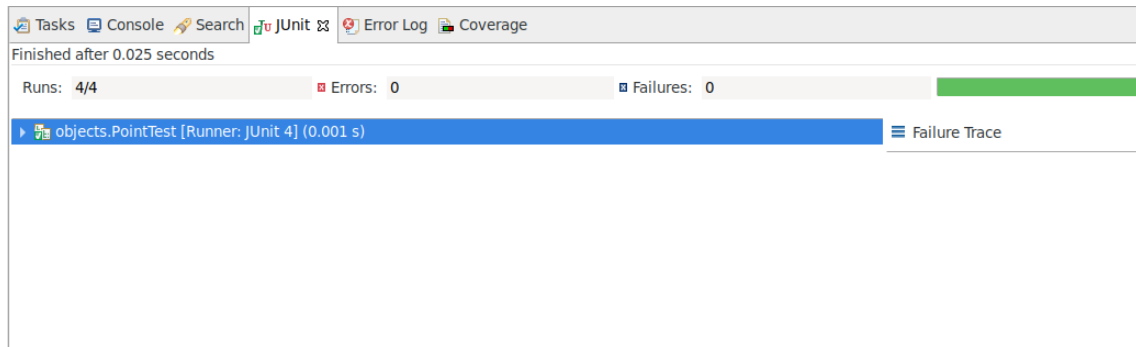 Tasks Console Search JUnit Error Log Coverage
Finished after 0.025 seconds
Runs: 4/4 Errors: 0 Failures: 0
objects.PointTest [Runner: JUnit 4] (0.001 s) Failure Trace